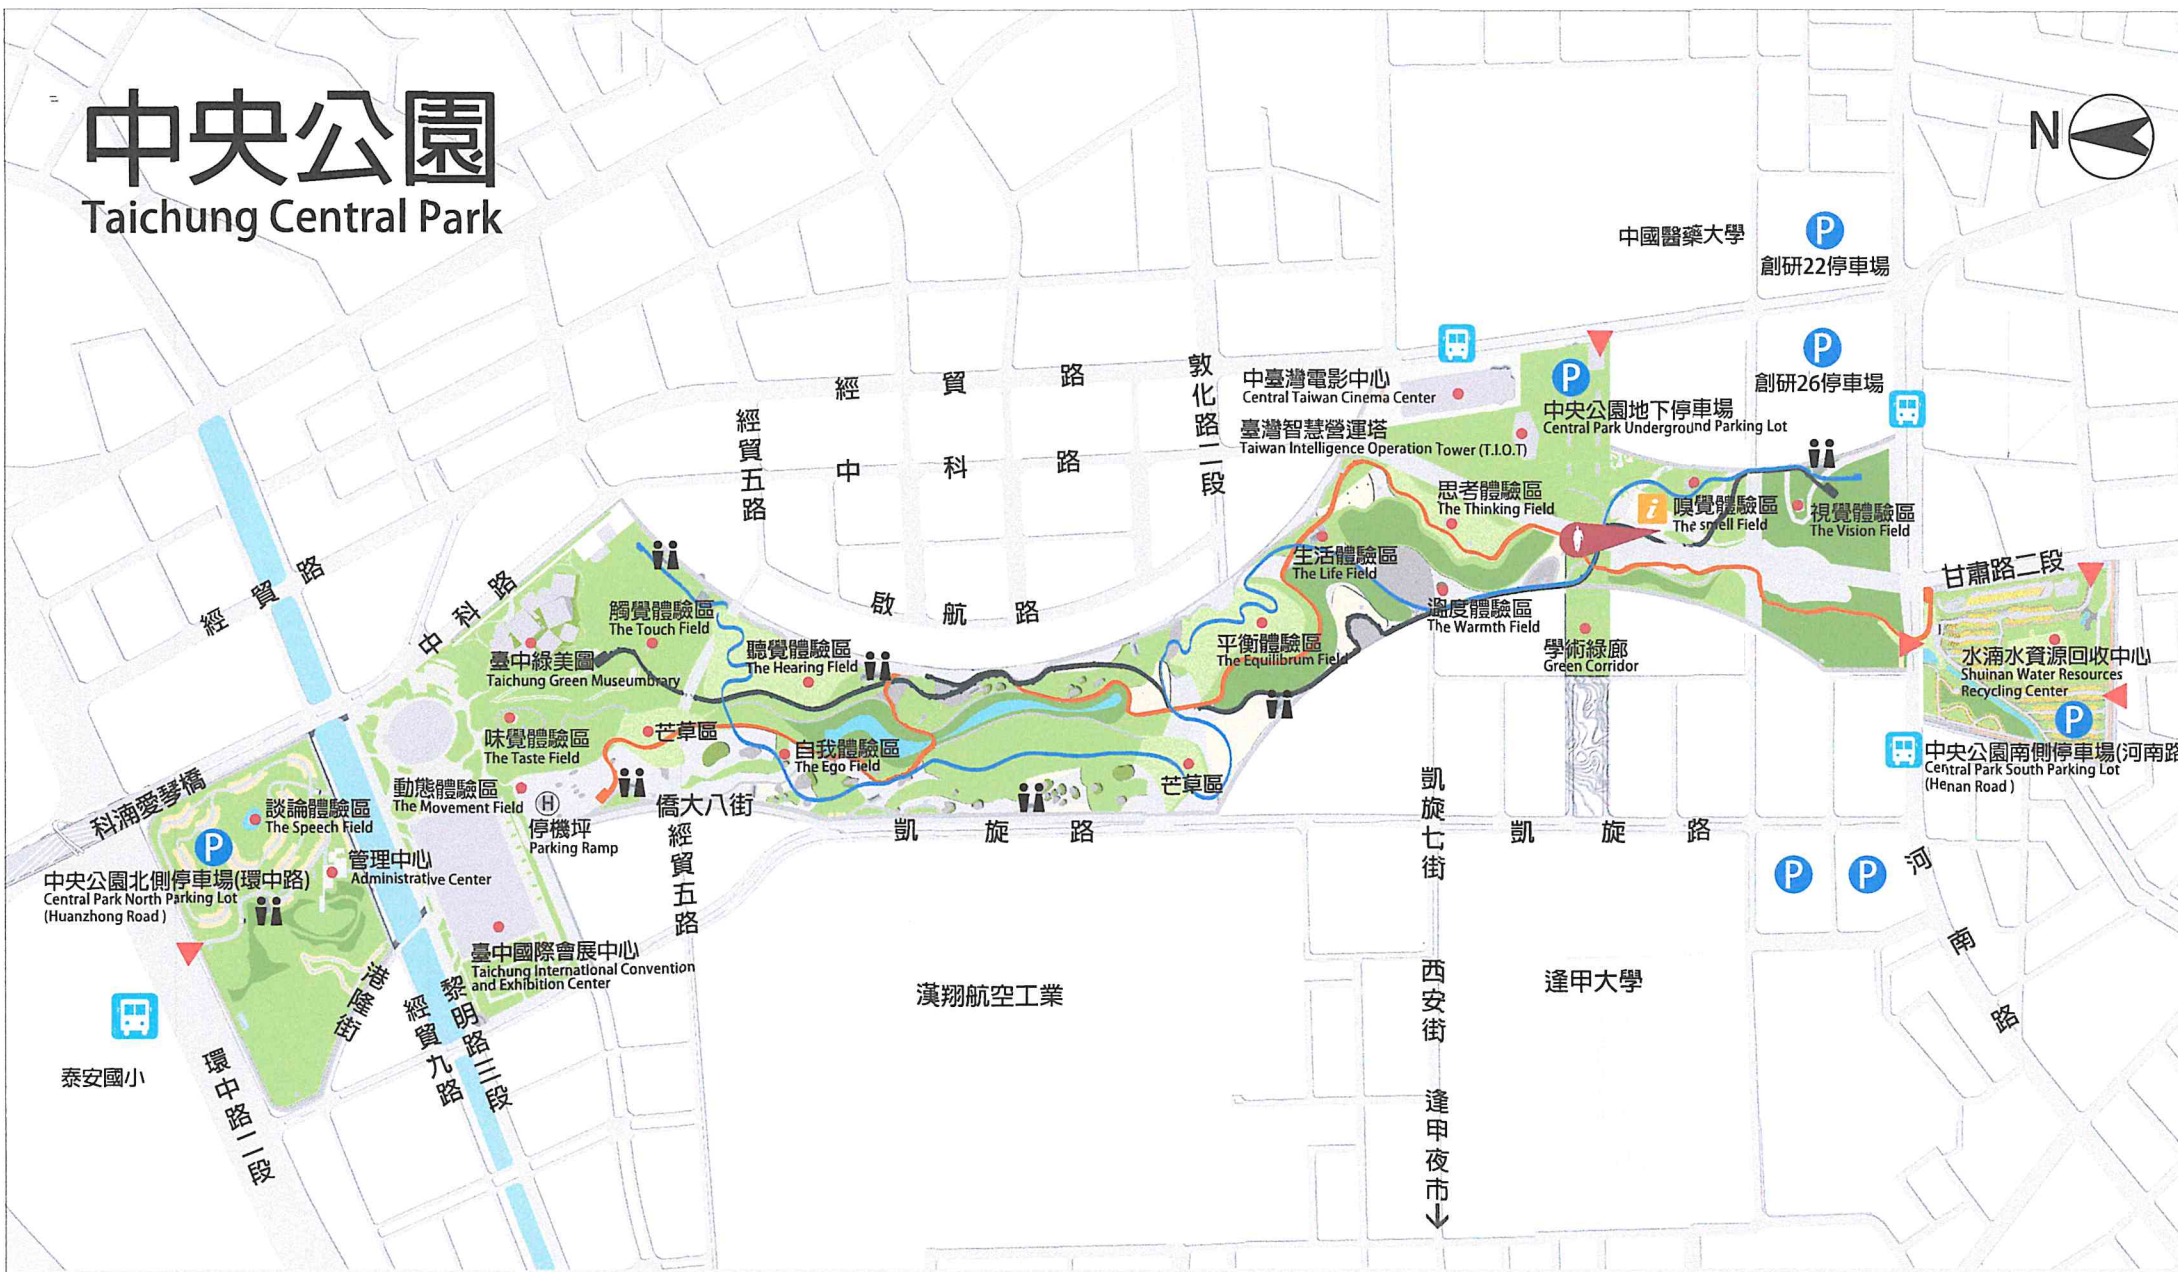 中央公園
Taichung Central Park
N
中國醫藥大學
P
創研22停車場
P
創研26停車場
中臺灣電影中心
Central Taiwan Cinema Center
P
中央公園地下停車場
Central Park Underground Parking Lot
臺灣智慧營運塔
Taiwan Intelligence Operation Tower (T.I.O.T)
敦化路二段
經貿路
中科路
經貿五路
思考體驗區
The Thinking Field
i
嗅覺體驗區
The smell Field
視覺體驗區
The Vision Field
生活體驗區
The Life Field
溫度體驗區
The Warmth Field
甘肅路二段
經貿路
中科路
啟航路
觸覺體驗區
The Touch Field
臺中綠美圖
Taichung Green Museumbrary
聽覺體驗區
The Hearing Field
平衡體驗區
The Equilibrum Field
學術綠廊
Green Corridor
水湳水資源回收中心
Shuinan Water Resources
Recycling Center
味覺體驗區
The Taste Field
芒草區
自我體驗區
The Ego Field
芒草區
P
中央公園南側停車場(河南路
Central Park South Parking Lot
(Henan Road )
動態體驗區
The Movement Field
H
停機坪
Parking Ramp
僑大八街
經貿五路
凱旋路
凱旋七街
凱旋路
科湳愛琴橋
談論體驗區
The Speech Field
P
管理中心
Administrative Center
中央公園北側停車場(環中路)
Central Park North Parking Lot
(Huanzhong Road )
P
P
河南路
臺中國際會展中心
Taichung International Convention
and Exhibition Center
港隆街
經貿九路
黎明路三段
漢翔航空工業
西安街
逢甲大學
泰安國小
環中路二段
逢甲夜市↓